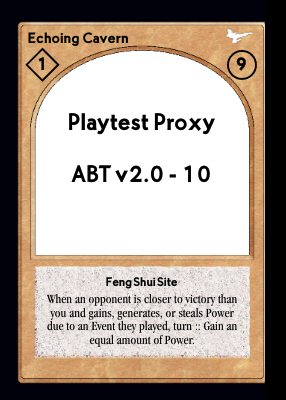 Echoing Cavern
1
9
Playtest Proxy
ABT v2.0 - 10
Feng Shui Site
When an opponent is closer to victory than
you and gains, generates, or steals Power
due to an Event they played, turn :: Gain an
equal amount of Power.